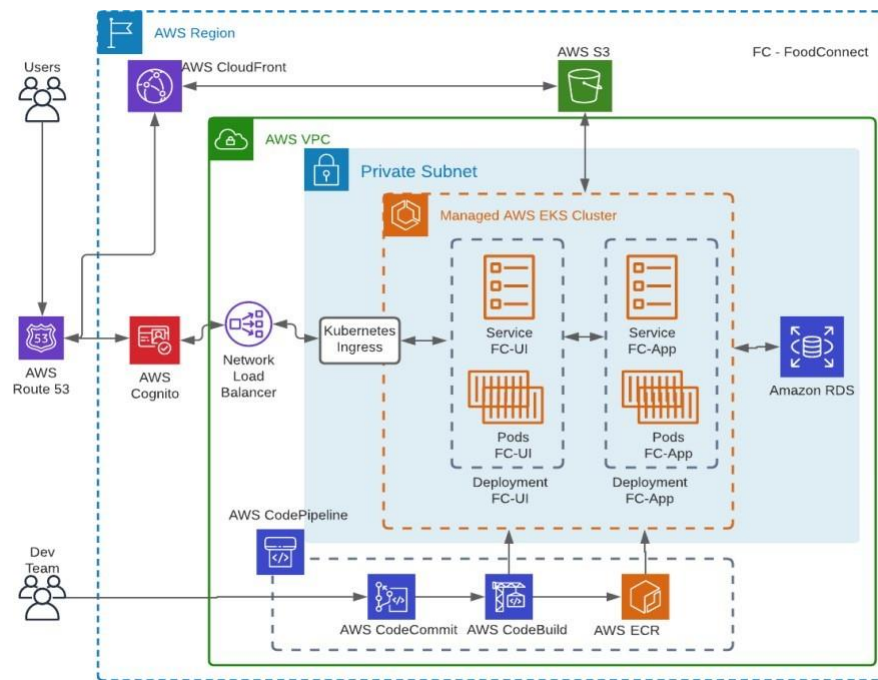 AWS Region
AWS S3
FC - FoodConnect
Users
AWS CloudFront
AWS VPC
Private Subnet
Managed AWS EKS Cluster
Service
FC-UI
Service
FC-App
Kubernetes
Ingress
53
AWS
Route 53
AWS
Cognito
Network
Load
Balancer
Amazon RDS
Pods
FC-UI
Pods
FC-App
Deployment
FC-UI
Deployment
FC-App
AWS CodePipeline
Dev
Team
AWS CodeCommit
AWS CodeBuild
AWS ECR